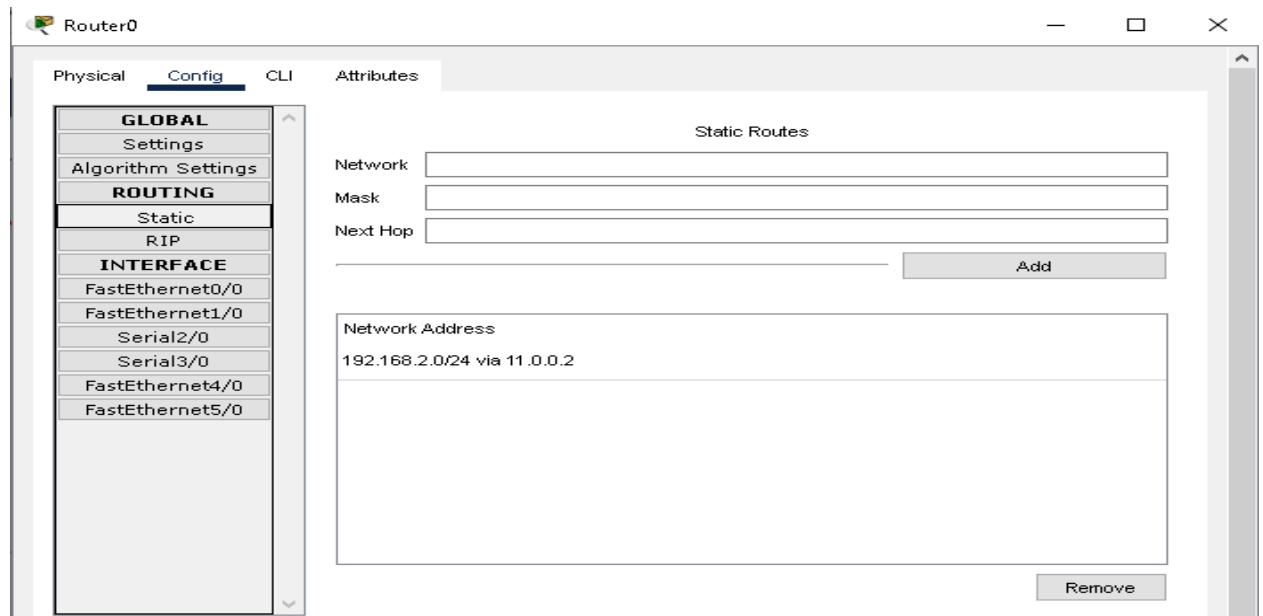 Router0
Physical Config CLI Attributes
GLOBAL
Settings
Algorithm Settings
ROUTING
Static
RIP
INTERFACE
FastEthernet0/0
FastEthernet1/0
Serial2/0
Serial3/0
FastEthernet4/0
FastEthernet5/0
Static Routes
Network
Mask
Next Hop
Add
Network Address
192.168.2.0/24 via 11.0.0.2
Remove